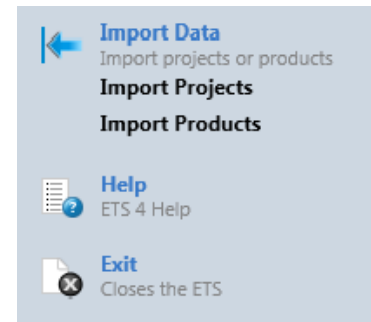 Import Data
Import projects or products
Import Projects
Import Products
Help
ETS 4 Help
Exit
Closes the ETS